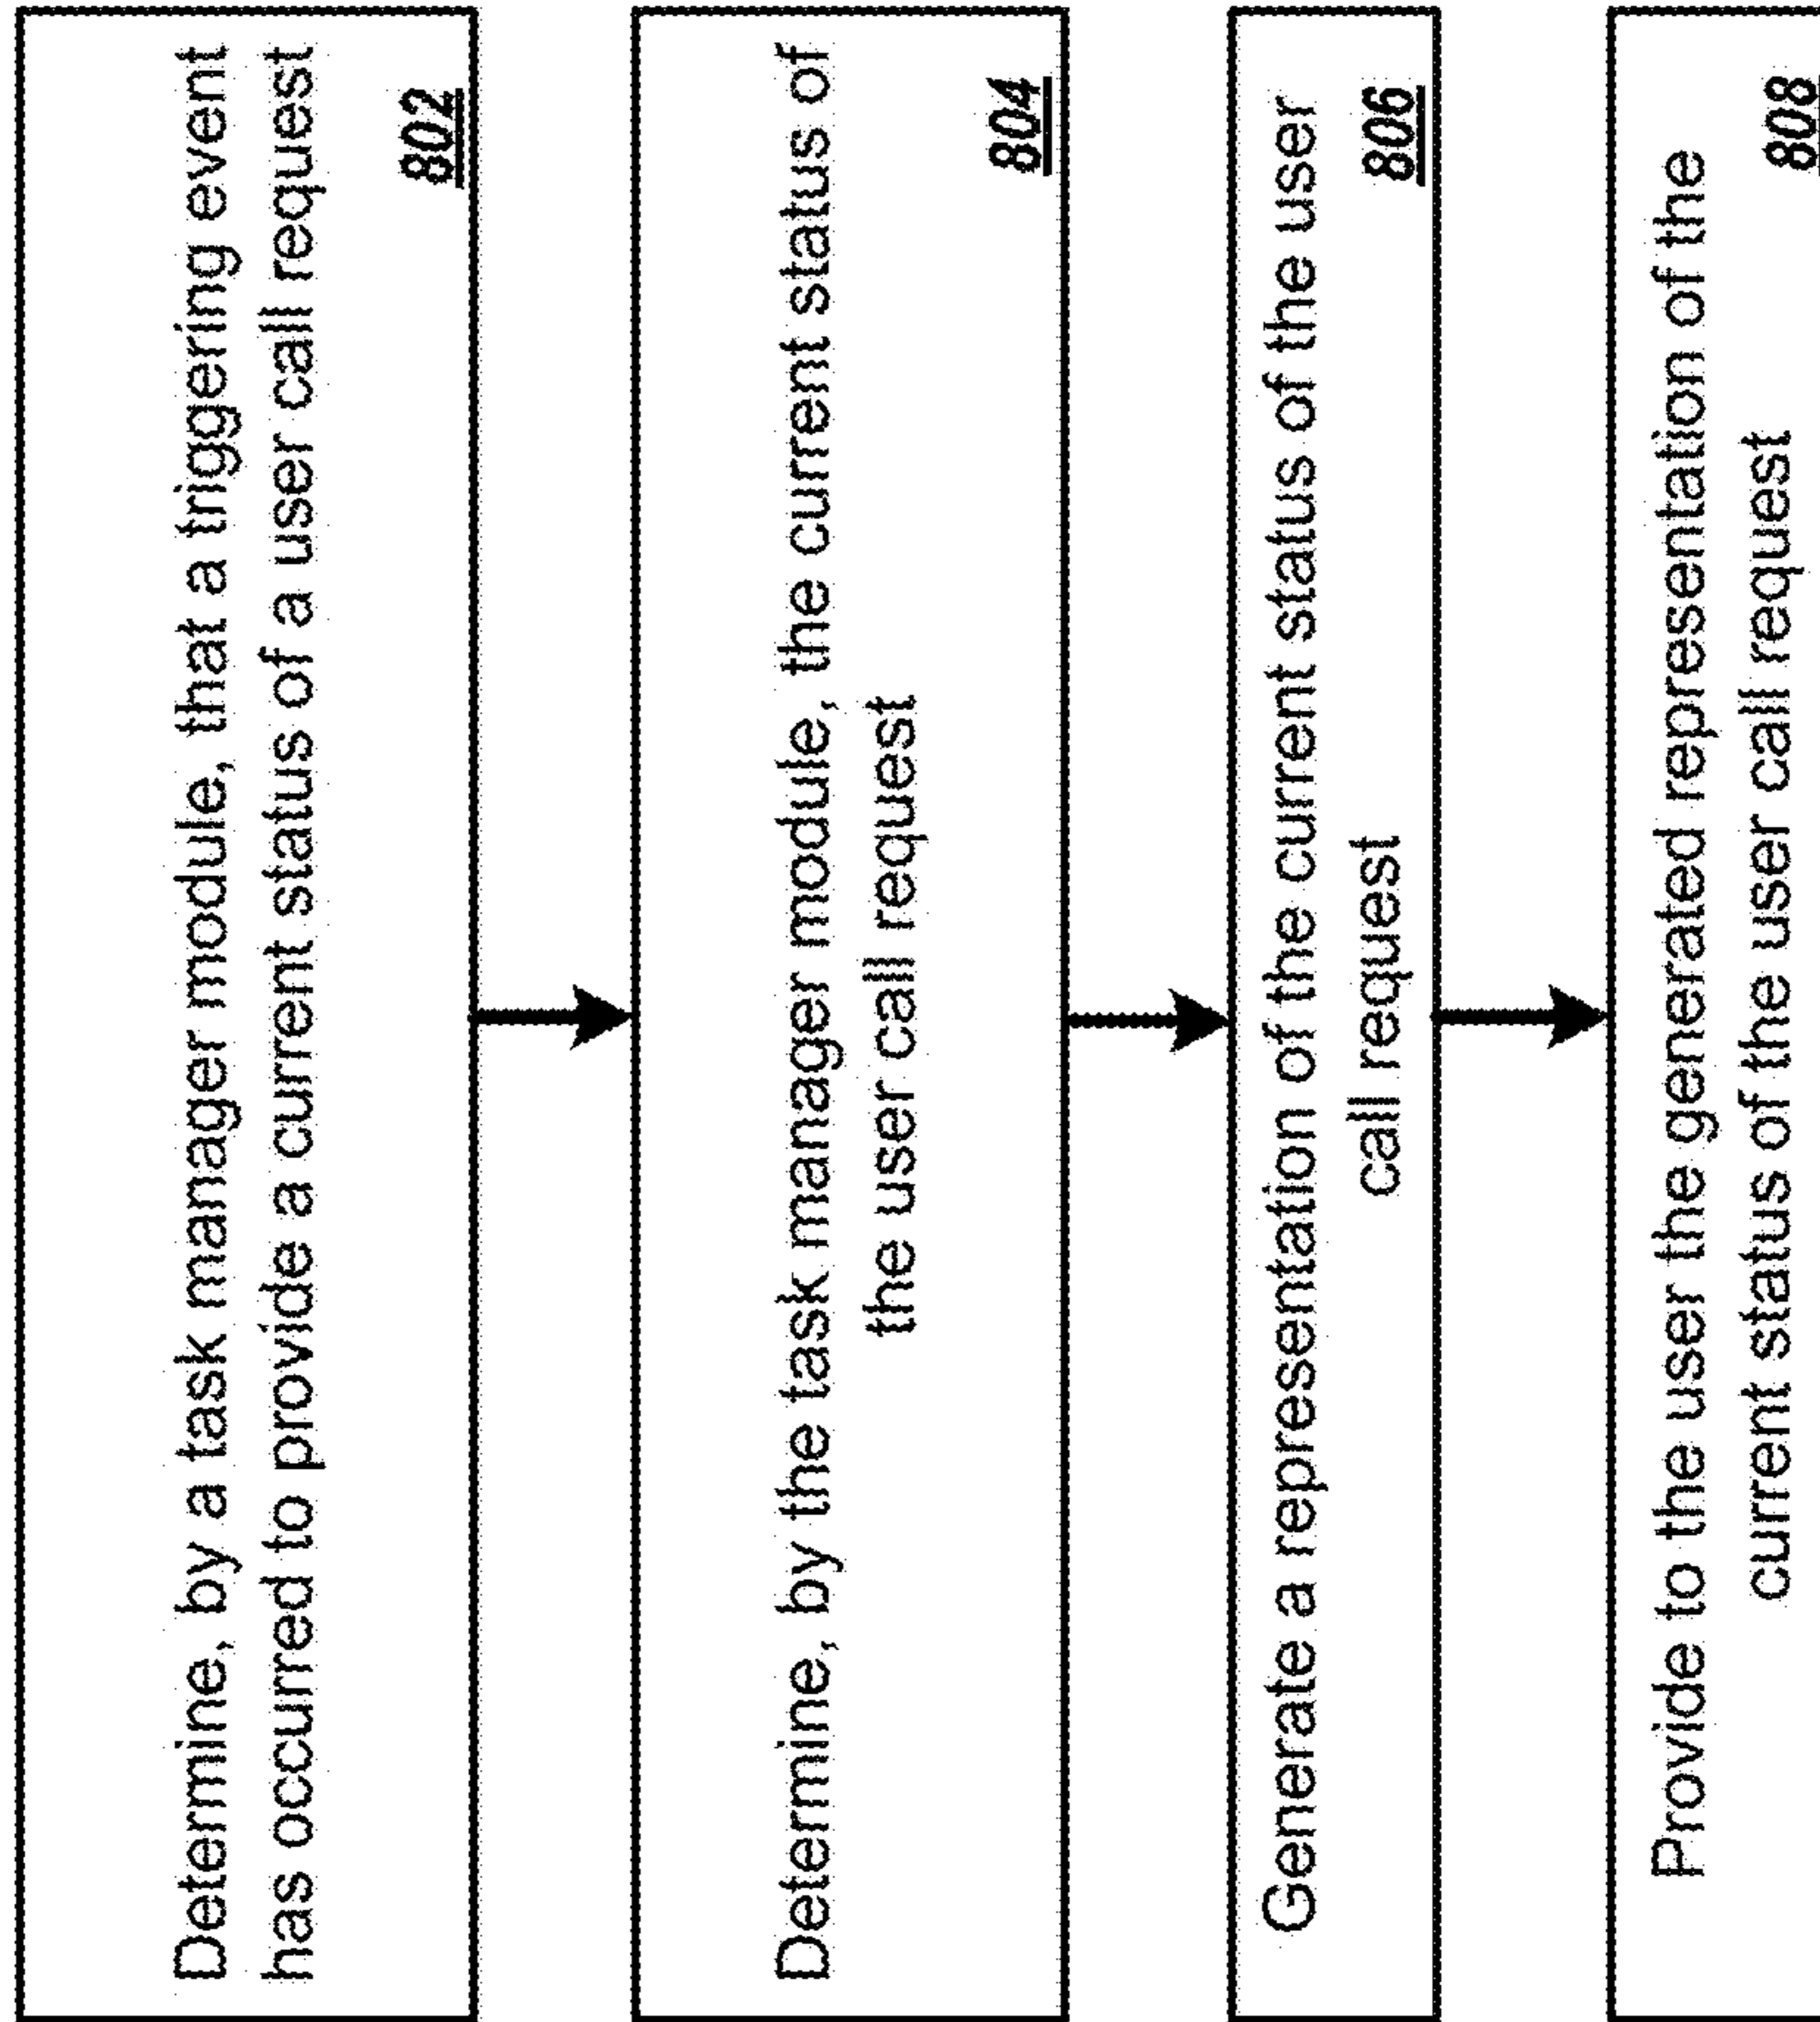 Determine, by a task manager module, that a triggering event
has occurred to provide a current status of a user call request
802
Determine, by the task manager module, the current status of
the user call request
804
Generate a representation of the current status of the user
call request
806
Provide to the user the generated representation of the
current status of the user call request
808